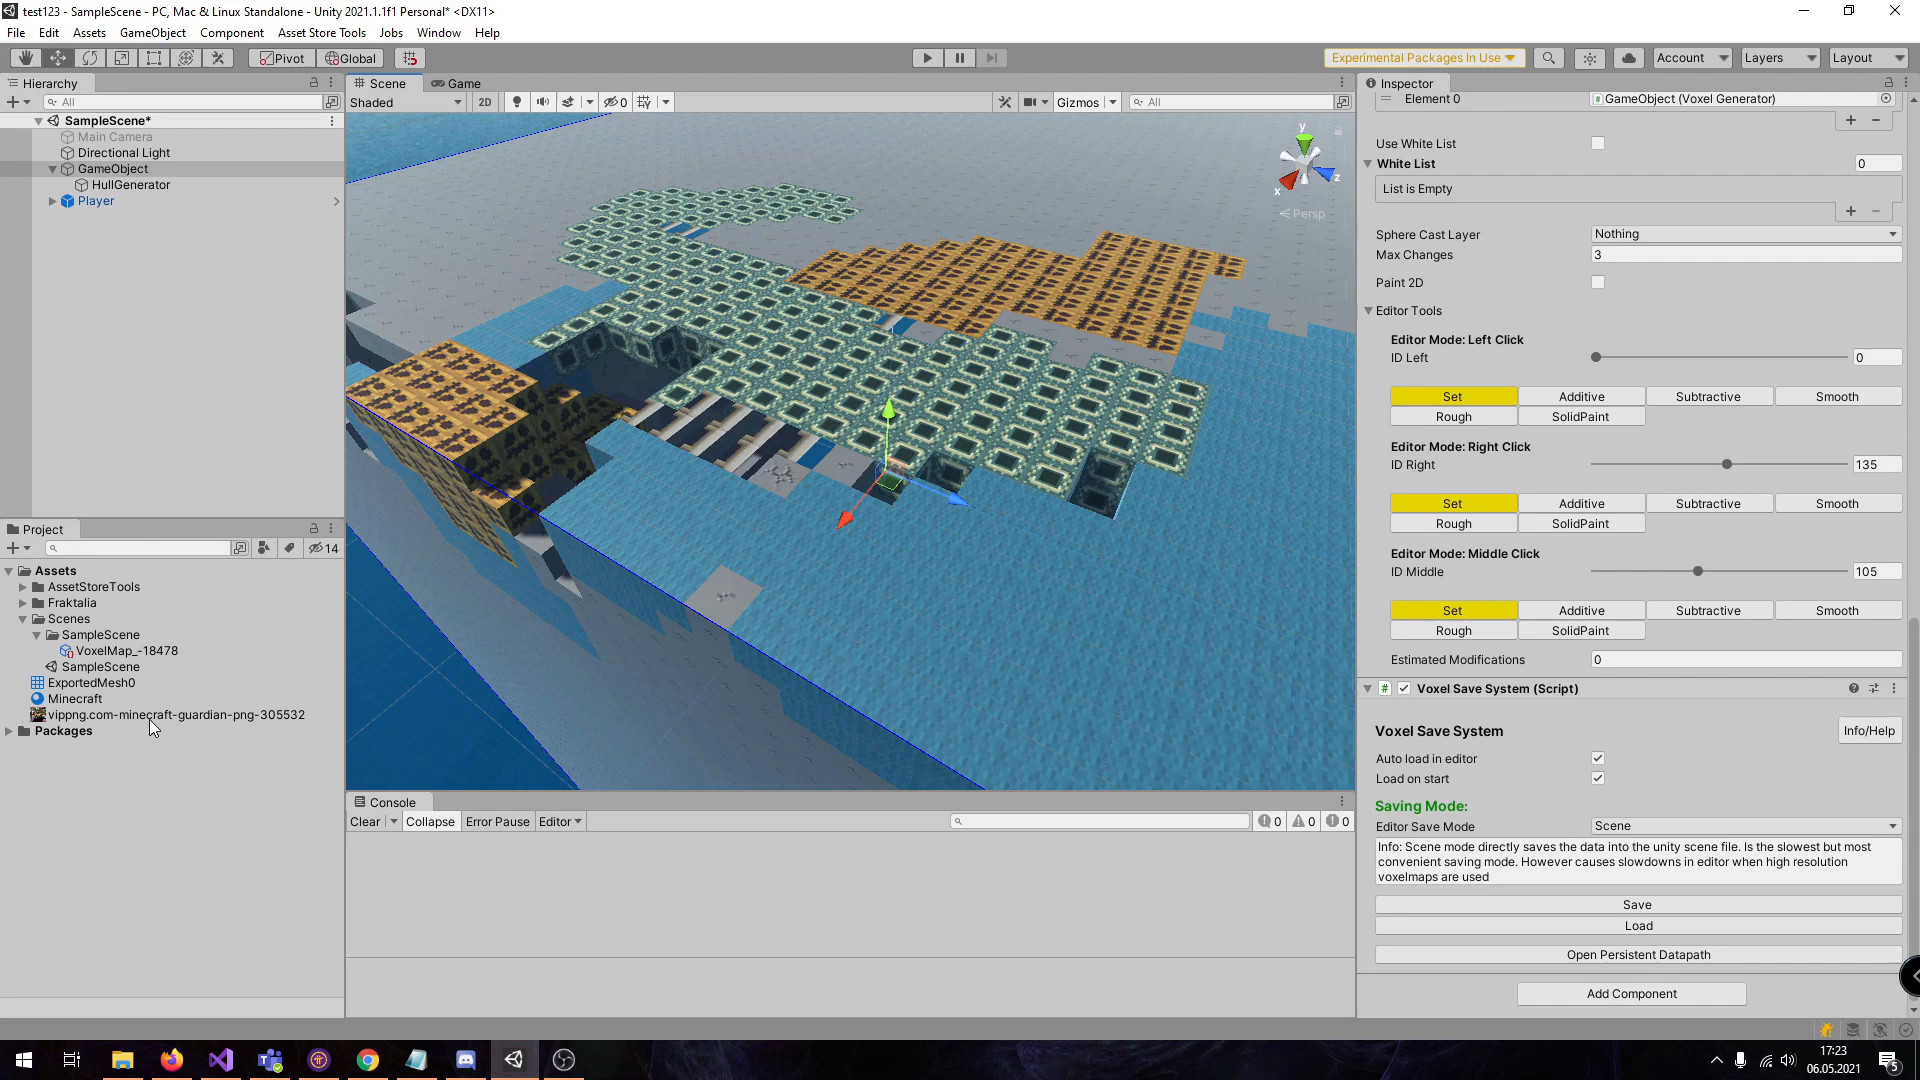 test123 - SampleScene - PC, Mac & Linux Standalone - Unity 2021.1.1f1 Personal* <DX11>
File Edit Assets GameObject Component Asset Store Tools Jobs Window Help
Pivot Global Experimental Packages In Use Account Layers Layout
Hierarchy
All
SampleScene*
Main Camera
Directional Light
GameObject
HullGenerator
Player
Scene Game
Shaded 2D 0 Gizmos All
y
x
z
Persp
Project
14
Assets
AssetStoreTools
Fraktalia
Scenes
SampleScene
VoxelMap_-18478
SampleScene
ExportedMesh0
Minecraft
vippng.com-minecraft-guardian-png-305532
Packages
Console
Clear Collapse Error Pause Editor 0 0 0
Inspector
Element 0 GameObject (Voxel Generator)
Use White List
White List 0
List is Empty
Sphere Cast Layer Nothing
Max Changes 3
Paint 2D
Editor Tools
Editor Mode: Left Click
ID Left 0
Set Additive Subtractive Smooth
Rough SolidPaint
Editor Mode: Right Click
ID Right 135
Set Additive Subtractive Smooth
Rough SolidPaint
Editor Mode: Middle Click
ID Middle 105
Set Additive Subtractive Smooth
Rough SolidPaint
Estimated Modifications 0
Voxel Save System (Script)
Voxel Save System Info/Help
Auto load in editor
Load on start
Saving Mode:
Editor Save Mode Scene
Info: Scene mode directly saves the data into the unity scene file. Is the slowest but most
convenient saving mode. However causes slowdowns in editor when high resolution
voxelmaps are used
Save
Load
Open Persistent Datapath
Add Component
17:23
06.05.2021
5